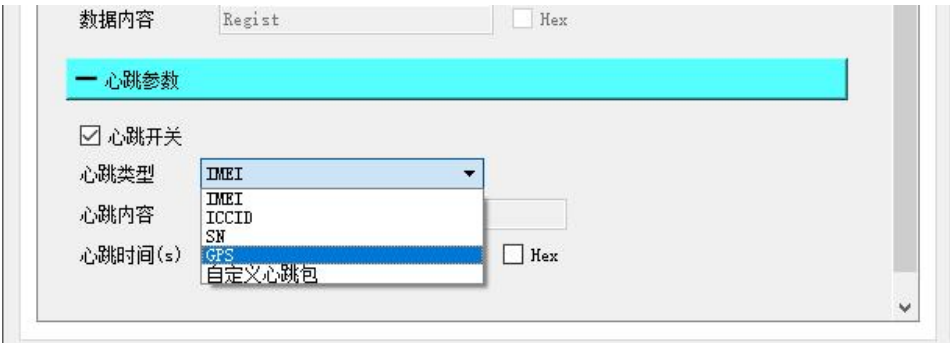 数据内容 Regist Hex
心跳参数
心跳开关
心跳类型 IMEI
IMEI
ICCID
心跳内容
SN
心跳时间(s) GPS Hex
自定义心跳包